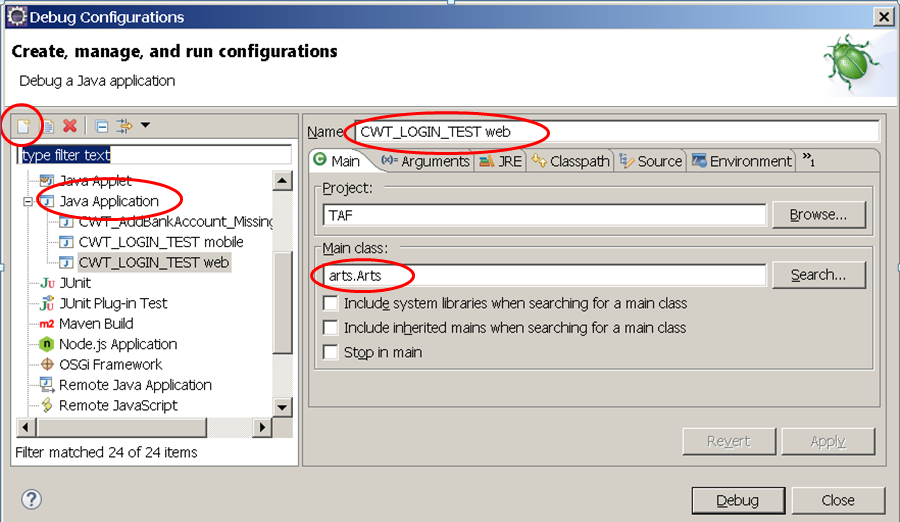 Debug Configurations
Create, manage, and run configurations
Debug a Java application
type filter text
Java Applet
Java Application
CWT_AddBankAccount_Missing
CWT_LOGIN_TEST mobile
CWT_LOGIN_TEST web
JUnit
JUnit Plug-in Test
Maven Build
Node.js Application
OSGi Framework
Remote Java Application
Remote JavaScript
Filter matched 24 of 24 items
Name: CWT_LOGIN_TEST web
Main (x)= Arguments JRE Classpath Source Environment »1
Project:
TAF Browse...
Main class:
arts.Arts Search...
Include system libraries when searching for a main class
Include inherited mains when searching for a main class
Stop in main
Revert Apply
Debug Close